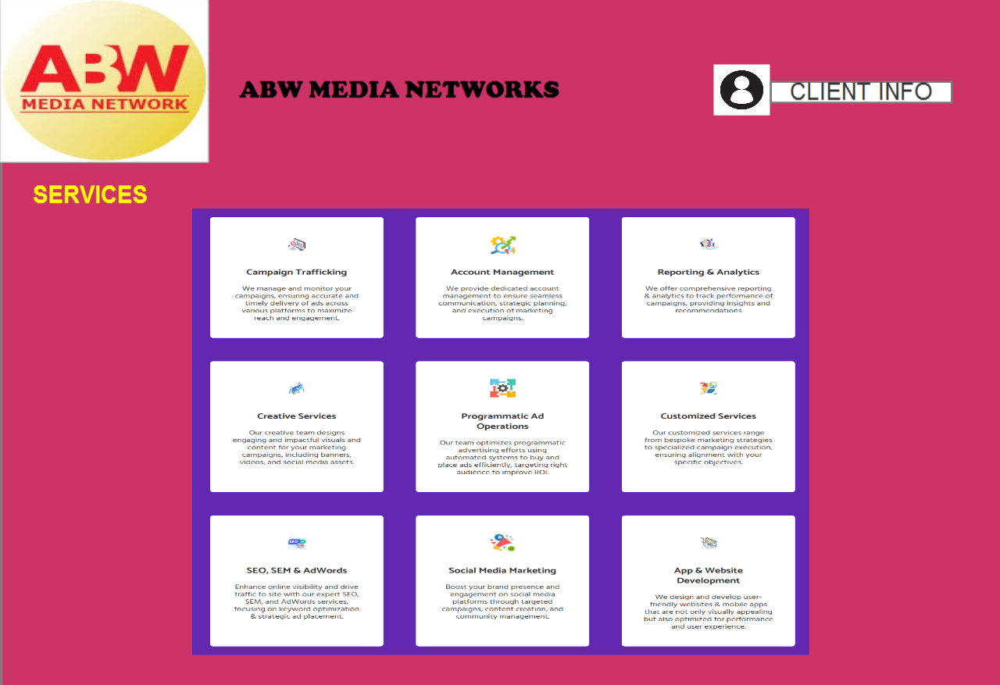 ABW
MEDIA NETWORK
ABW MEDIA NETWORKS
CLIENT INFO
SERVICES
Campaign Trafficking
We manage and monitor your
campaigns, ensuring accurate and
timely delivery of ads across
various platforms to maximize
reach and engagement.
Account Management
We provide dedicated account
management to ensure seamless
communication, strategic planning,
and execution of marketing
campaigns.
Reporting & Analytics
We offer comprehensive reporting
& analytics to track performance of
campaigns, providing insights and
recommendations
Creative Services
Our creative team designs
engaging and impactful visuals and
content for your marketing
campaigns, including banners,
videos, and social media assets.
Programmatic Ad
Operations
Our team optimizes programmatic
advertising efforts using
automated systems to buy and
place ads efficiently, targeting right
audience to improve ROI.
Customized Services
Our customized services range
from bespoke marketing strategies
to specialized campaign execution,
ensuring alignment with your
specific objectives.
SEO
SEO, SEM & AdWords
Enhance online visibility and drive
traffic to site with our expert SEO,
SEM, and AdWords services,
focusing on keyword optimization
& strategic ad placement.
Social Media Marketing
Boost your brand presence and
engagement on social media
platforms through targeted
campaigns, content creation, and
community management.
App & Website
Development
We design and develop user-
friendly websites & mobile apps
that are not only visually appealing
but also optimized for performance
and user experience.